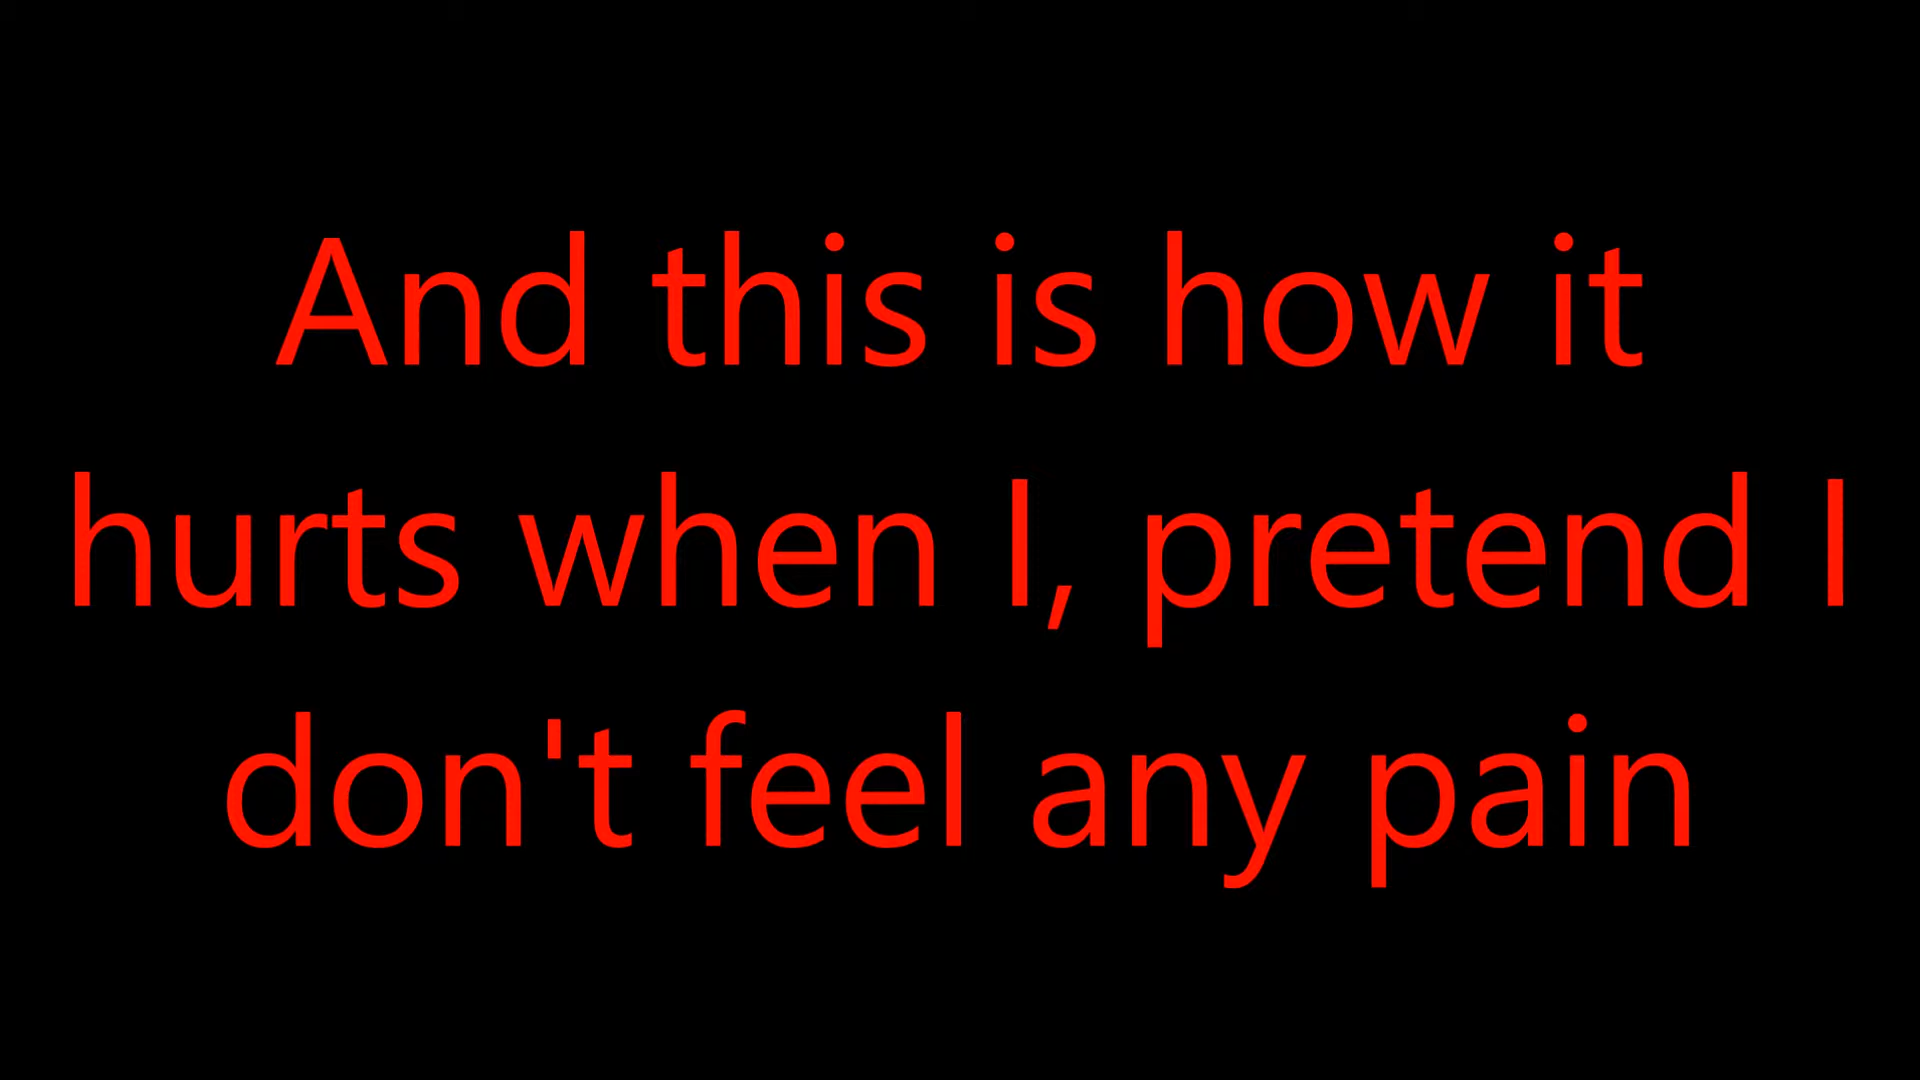 And this is how it
hurts when I, pretend I
don't feel any pain